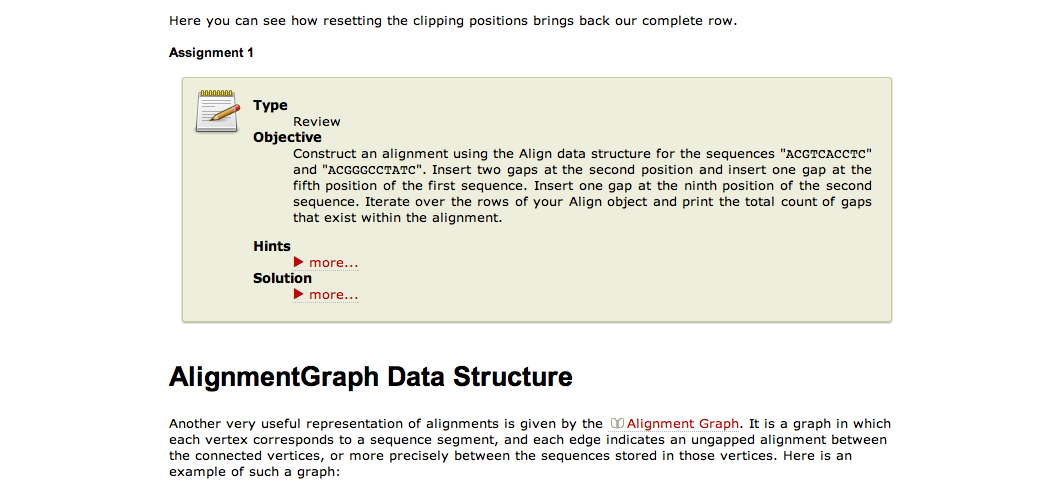 Here you can see how resetting the clipping positions brings back our complete row.
Assignment 1
Type
Review
Objective
Construct an alignment using the Align data structure for the sequences "ACGTCACCTC"
and "ACGGGCCTATC". Insert two gaps at the second position and insert one gap at the
fifth position of the first sequence. Insert one gap at the ninth position of the second
sequence. Iterate over the rows of your Align object and print the total count of gaps
that exist within the alignment.
Hints
▶ more...
Solution
▶ more...
AlignmentGraph Data Structure
Another very useful representation of alignments is given by the Alignment Graph. It is a graph in which
each vertex corresponds to a sequence segment, and each edge indicates an ungapped alignment between
the connected vertices, or more precisely between the sequences stored in those vertices. Here is an
example of such a graph: